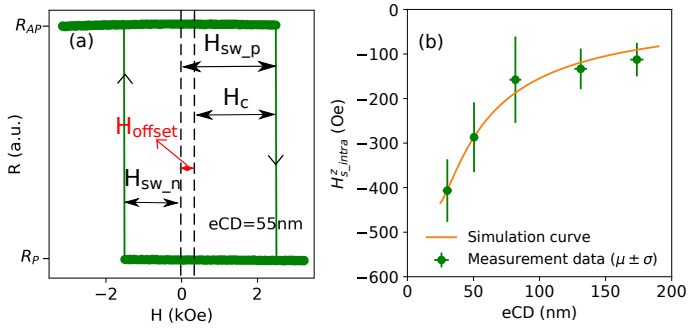 (a)
R_AP
R_P
R (a.u.)
H_sw_p
H_c
H_offset
H_sw_n
eCD=55nm
−2
0
2
H (kOe)
(b)
0
−100
−200
−300
−400
−500
−600
H^z_s_intra (Oe)
Simulation curve
Measurement data (μ ± σ)
0
50
100
150
200
eCD (nm)